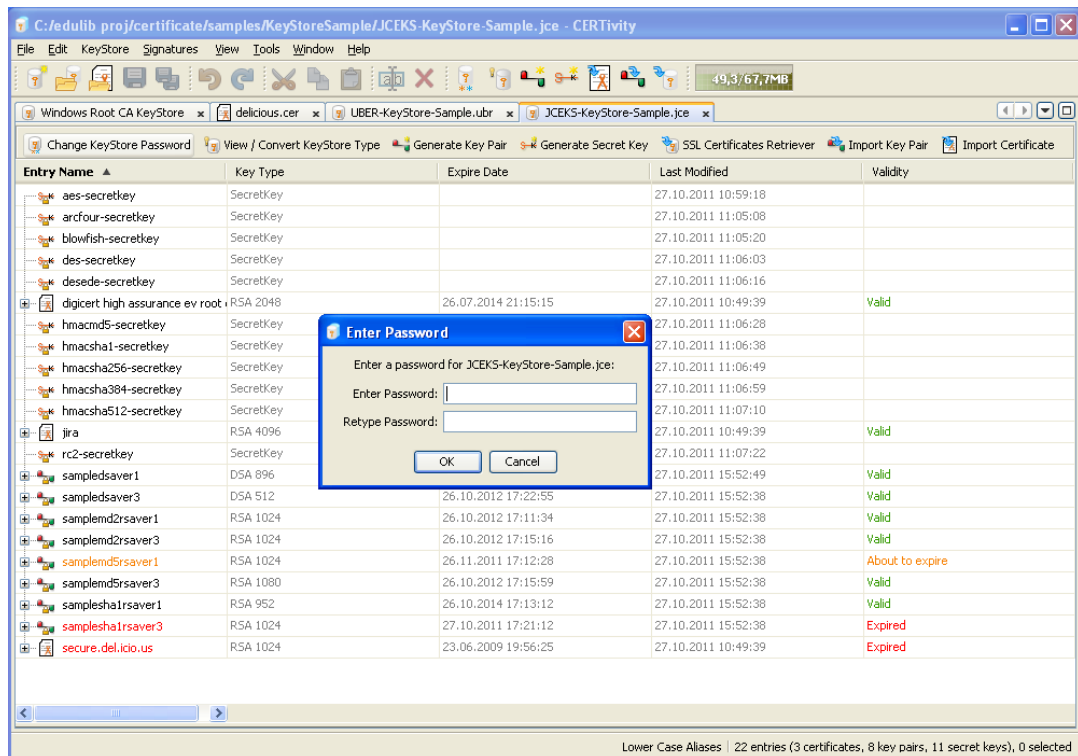 C:/edulib proj/certificate/samples/KeyStoreSample/JCEKS-KeyStore-Sample.jce - CERTivity
File Edit KeyStore Signatures View Tools Window Help
49,3/67,7MB
Windows Root CA KeyStore x delicious.cer x UBER-KeyStore-Sample.ubr x JCEKS-KeyStore-Sample.jce x
Change KeyStore Password View / Convert KeyStore Type Generate Key Pair Generate Secret Key SSL Certificates Retriever Import Key Pair Import Certificate
Entry Name Key Type Expire Date Last Modified Validity
aes-secretkey SecretKey 27.10.2011 10:59:18
arcfour-secretkey SecretKey 27.10.2011 11:05:08
blowfish-secretkey SecretKey 27.10.2011 11:05:20
des-secretkey SecretKey 27.10.2011 11:06:03
desede-secretkey SecretKey 27.10.2011 11:06:16
digicert high assurance ev root RSA 2048 26.07.2014 21:15:15 27.10.2011 10:49:39 Valid
hmacmd5-secretkey SecretKey 27.10.2011 11:06:28
hmacsha1-secretkey SecretKey 27.10.2011 11:06:38
hmacsha256-secretkey SecretKey 27.10.2011 11:06:49
hmacsha384-secretkey SecretKey 27.10.2011 11:06:59
hmacsha512-secretkey SecretKey 27.10.2011 11:07:10
jira RSA 4096 27.10.2011 10:49:39 Valid
rc2-secretkey SecretKey 27.10.2011 11:07:22
sampledsaver1 DSA 896 27.10.2011 15:52:49 Valid
sampledsaver3 DSA 512 26.10.2012 17:22:55 27.10.2011 15:52:38 Valid
samplemd2rsaver1 RSA 1024 26.10.2012 17:11:34 27.10.2011 15:52:38 Valid
samplemd2rsaver3 RSA 1024 26.10.2012 17:15:16 27.10.2011 15:52:38 Valid
samplemd5rsaver1 RSA 1024 26.11.2011 17:12:28 27.10.2011 15:52:38 About to expire
samplemd5rsaver3 RSA 1080 26.10.2012 17:15:59 27.10.2011 15:52:38 Valid
samplesha1rsaver1 RSA 952 26.10.2014 17:13:12 27.10.2011 15:52:38 Valid
samplesha1rsaver3 RSA 1024 27.10.2011 17:21:12 27.10.2011 15:52:38 Expired
secure.del.icio.us RSA 1024 23.06.2009 19:56:25 27.10.2011 10:49:39 Expired
Enter Password
Enter a password for JCEKS-KeyStore-Sample.jce:
Enter Password:
Retype Password:
OK Cancel
Lower Case Aliases 22 entries (3 certificates, 8 key pairs, 11 secret keys), 0 selected